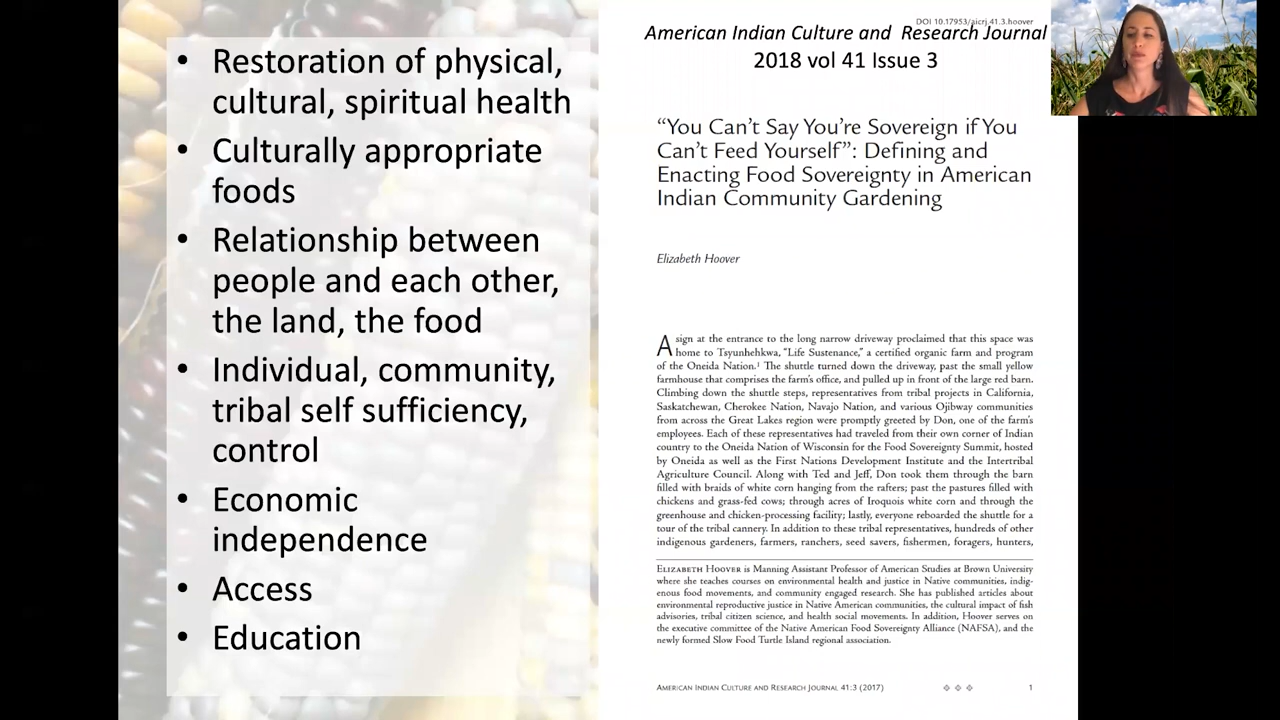 • Restoration of physical,
cultural, spiritual health
• Culturally appropriate
foods
• Relationship between
people and each other,
the land, the food
• Individual, community,
tribal self sufficiency,
control
• Economic
independence
• Access
• Education
DOI 10.17953/aicrj.41.3.hoover
American Indian Culture and Research Journal
2018 vol 41 Issue 3
“You Can’t Say You’re Sovereign if You
Can’t Feed Yourself”: Defining and
Enacting Food Sovereignty in American
Indian Community Gardening
Elizabeth Hoover
A sign at the entrance to the long narrow driveway proclaimed that this space was
home to Tsyunhehkwa, “Life Sustenance,” a certified organic farm and program
of the Oneida Nation.1 The shuttle turned down the driveway, past the small yellow
farmhouse that comprises the farm’s office, and pulled up in front of the large red barn.
Climbing down the shuttle steps, representatives from tribal projects in California,
Saskatchewan, Cherokee Nation, Navajo Nation, and various Ojibway communities
from across the Great Lakes region were promptly greeted by Don, one of the farm’s
employees. Each of these representatives had traveled from their own corner of Indian
country to the Oneida Nation of Wisconsin for the Food Sovereignty Summit, hosted
by Oneida as well as the First Nations Development Institute and the Intertribal
Agriculture Council. Along with Ted and Jeff, Don took them through the barn
filled with braids of white corn hanging from the rafters; past the pastures filled with
chickens and grass-fed cows; through acres of Iroquois white corn and through the
greenhouse and chicken-processing facility; lastly, everyone reboarded the shuttle for a
tour of the tribal cannery. In addition to these tribal representatives, hundreds of other
indigenous gardeners, farmers, ranchers, seed savers, fishermen, foragers, hunters,
Elizabeth Hoover is Manning Assistant Professor of American Studies at Brown University
where she teaches courses on environmental health and justice in Native communities, indig-
enous food movements, and community engaged research. She has published articles about
environmental reproductive justice in Native American communities, the cultural impact of fish
advisories, tribal citizen science, and health social movements. In addition, Hoover serves on
the executive committee of the Native American Food Sovereignty Alliance (NAFSA), and the
newly formed Slow Food Turtle Island regional association.
American Indian Culture and Research Journal 41:3 (2017) 1